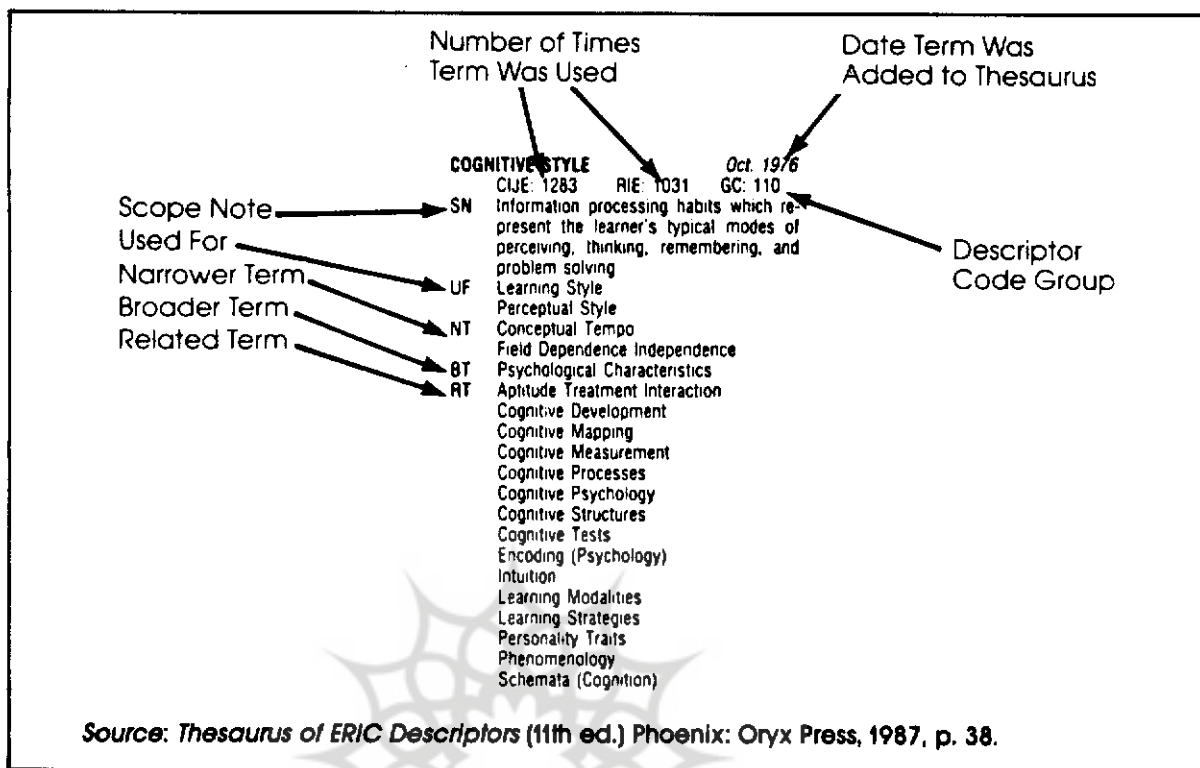 Number of Times
Term Was Used
Date Term Was
Added to Thesaurus
COGNITIVE STYLE Oct. 1976
CIJE: 1283 RIE: 1031 GC: 110
Scope Note
SN Information processing habits which re-
present the learner's typical modes of
perceiving, thinking, remembering, and
problem solving
Used For
UF Learning Style
Perceptual Style
Narrower Term
NT Conceptual Tempo
Field Dependence Independence
Broader Term
BT Psychological Characteristics
Related Term
RT Aptitude Treatment Interaction
Cognitive Development
Cognitive Mapping
Cognitive Measurement
Cognitive Processes
Cognitive Psychology
Cognitive Structures
Cognitive Tests
Encoding (Psychology)
Intuition
Learning Modalities
Learning Strategies
Personality Traits
Phenomenology
Schemata (Cognition)
Descriptor
Code Group
Source: Thesaurus of ERIC Descriptors (11th ed.) Phoenix: Oryx Press, 1987, p. 38.